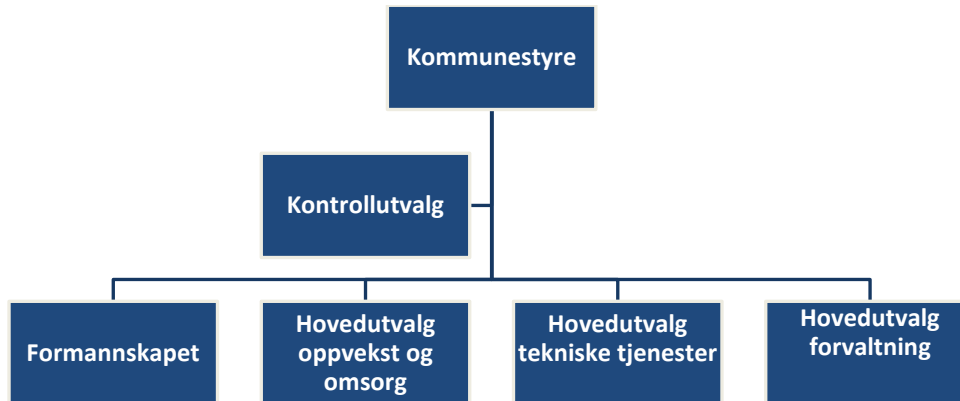 Kommunestyre
Kontrollutvalg
Formannskapet
Hovedutvalg
oppvekst og
omsorg
Hovedutvalg
tekniske tjenester
Hovedutvalg
forvaltning